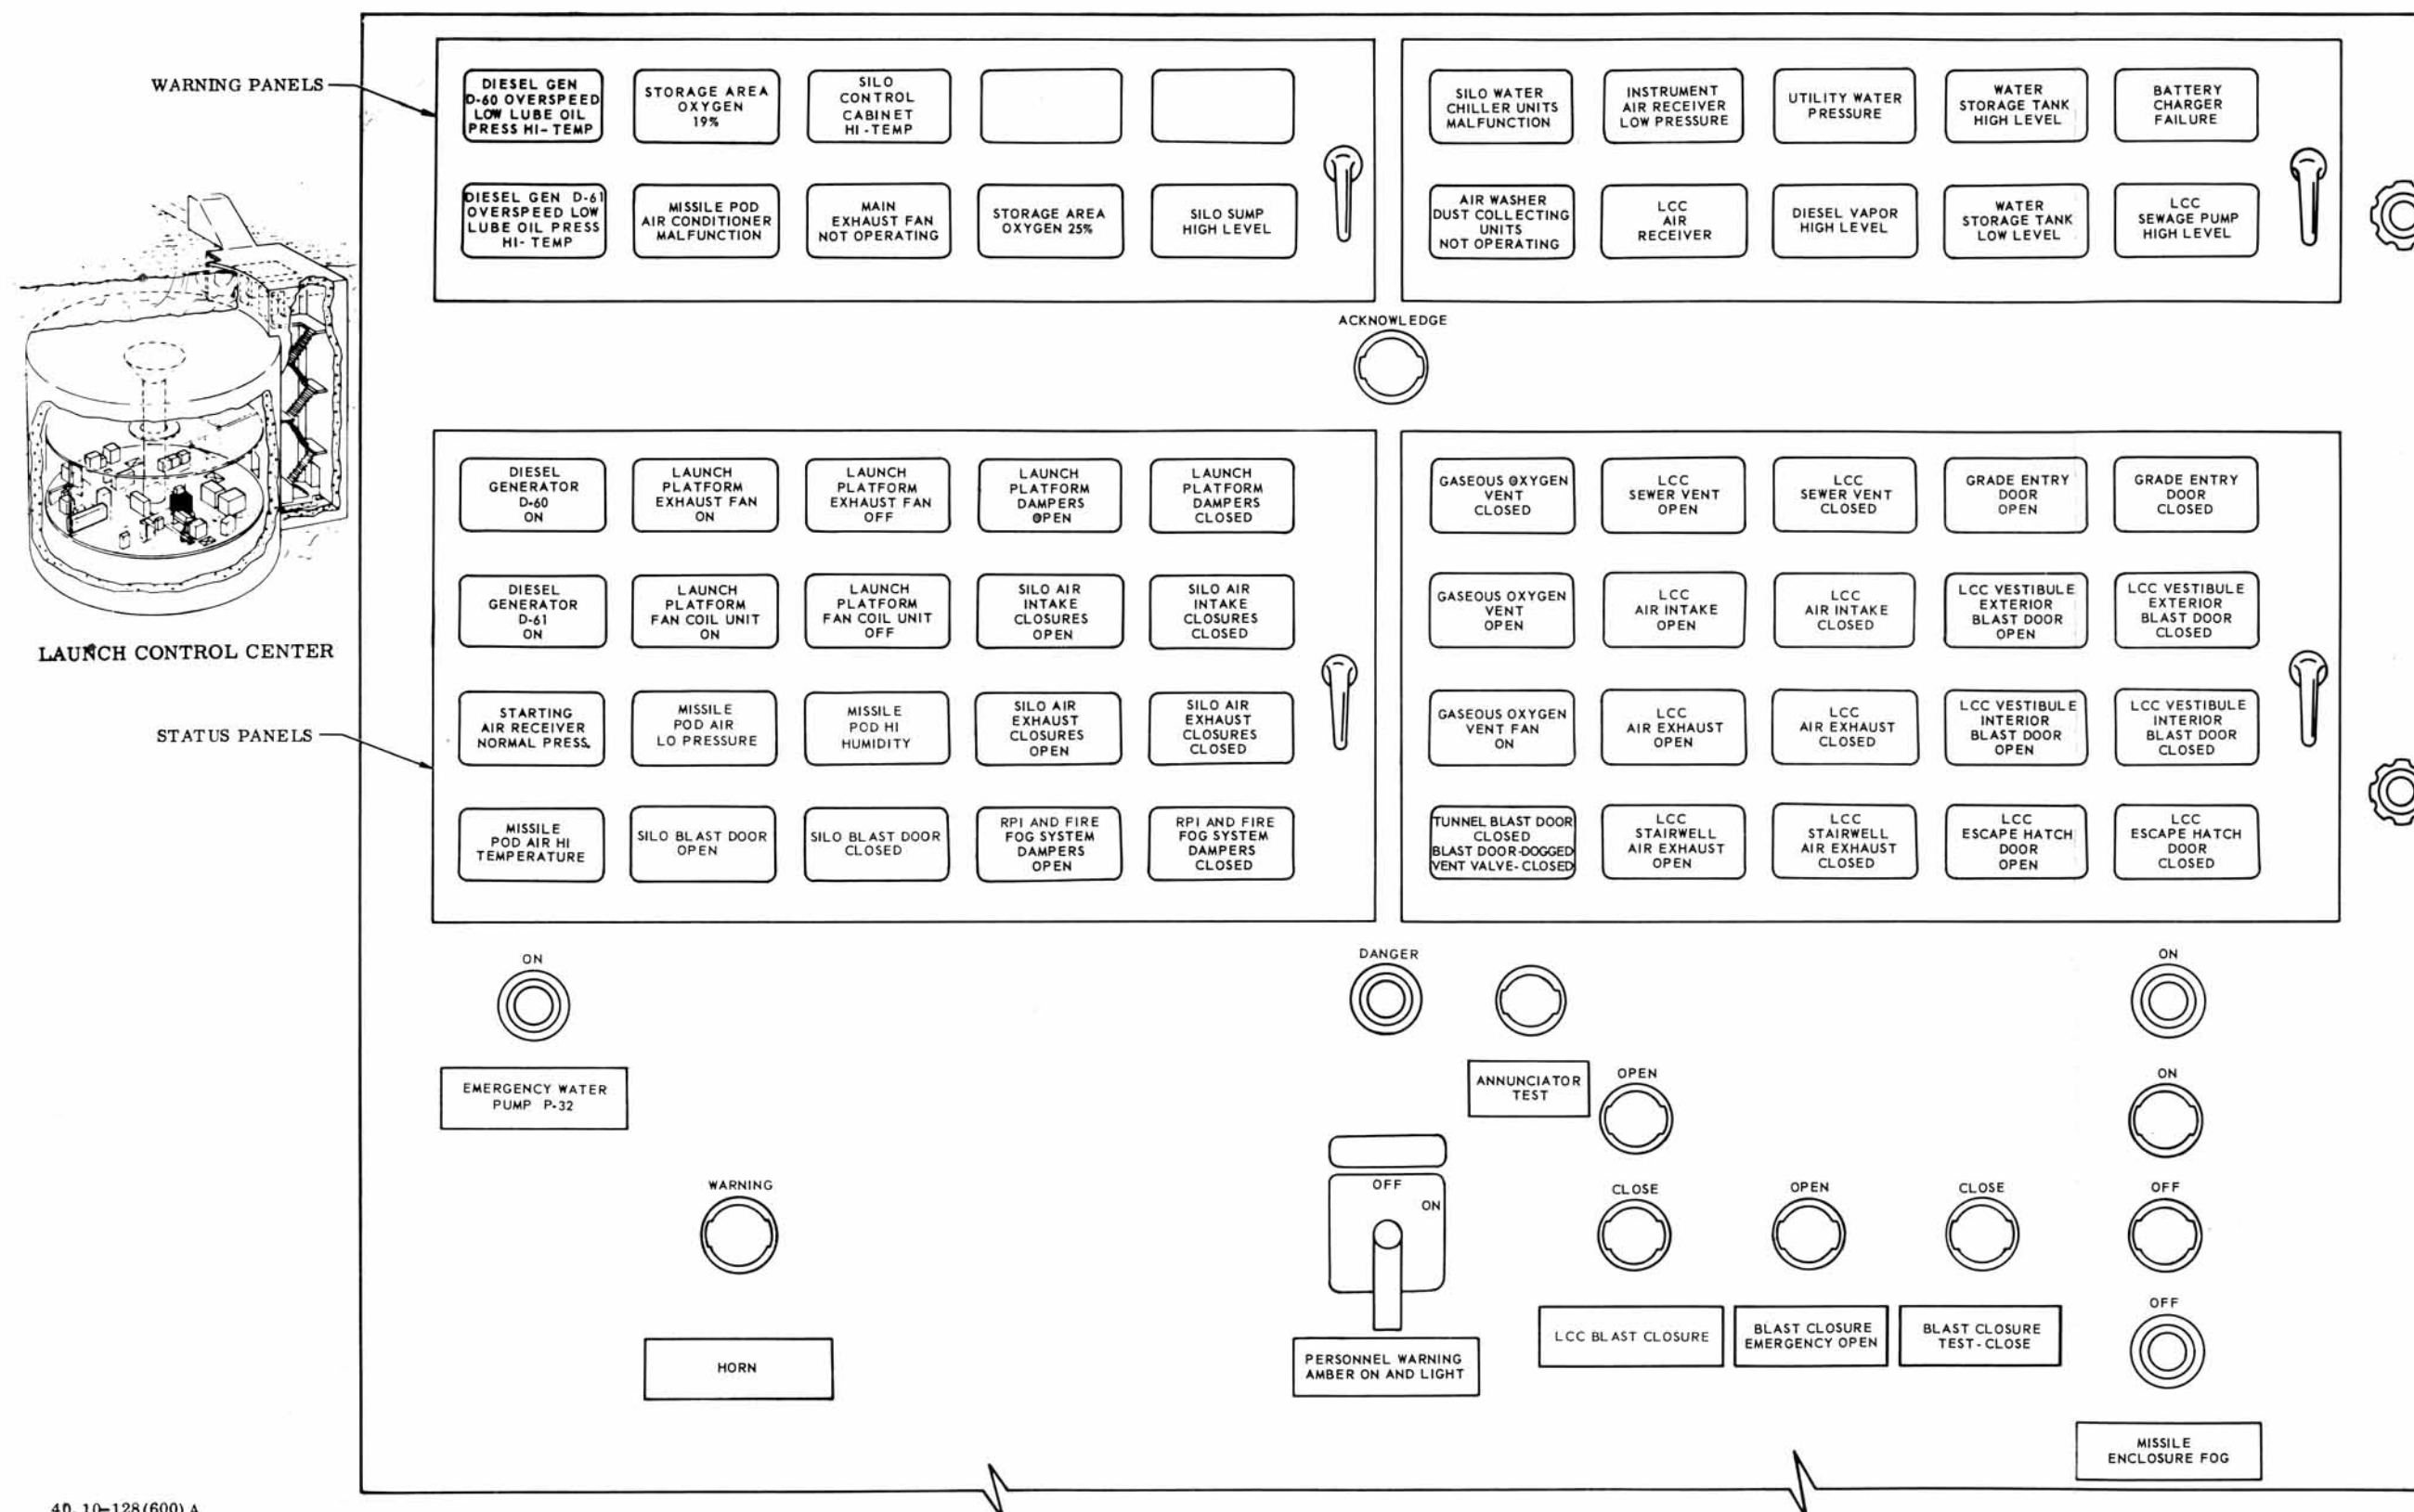 WARNING PANELS
DIESEL GEN
D-60 OVERSPEED
LOW LUBE OIL
PRESS HI-TEMP
STORAGE AREA
OXYGEN
19%
SILO
CONTROL
CABINET
HI-TEMP
SILO WATER
CHILLER UNITS
MALFUNCTION
INSTRUMENT
AIR RECEIVER
LOW PRESSURE
UTILITY WATER
PRESSURE
WATER
STORAGE TANK
HIGH LEVEL
BATTERY
CHARGER
FAILURE
DIESEL GEN D-61
OVERSPEED LOW
LUBE OIL PRESS
HI-TEMP
MISSILE POD
AIR CONDITIONER
MALFUNCTION
MAIN
EXHAUST FAN
NOT OPERATING
STORAGE AREA
OXYGEN 25%
SILO SUMP
HIGH LEVEL
AIR WASHER
DUST COLLECTING
UNITS
NOT OPERATING
LCC
AIR
RECEIVER
DIESEL VAPOR
HIGH LEVEL
WATER
STORAGE TANK
LOW LEVEL
LCC
SEWAGE PUMP
HIGH LEVEL
ACKNOWLEDGE
LAUNCH CONTROL CENTER
STATUS PANELS
DIESEL
GENERATOR
D-60
ON
LAUNCH
PLATFORM
EXHAUST FAN
ON
LAUNCH
PLATFORM
EXHAUST FAN
OFF
LAUNCH
PLATFORM
DAMPERS
OPEN
LAUNCH
PLATFORM
DAMPERS
CLOSED
GASEOUS OXYGEN
VENT
CLOSED
LCC
SEWER VENT
OPEN
LCC
SEWER VENT
CLOSED
GRADE ENTRY
DOOR
OPEN
GRADE ENTRY
DOOR
CLOSED
DIESEL
GENERATOR
D-61
ON
LAUNCH
PLATFORM
FAN COIL UNIT
ON
LAUNCH
PLATFORM
FAN COIL UNIT
OFF
SILO AIR
INTAKE
CLOSURES
OPEN
SILO AIR
INTAKE
CLOSURES
CLOSED
GASEOUS OXYGEN
VENT
OPEN
LCC
AIR INTAKE
OPEN
LCC
AIR INTAKE
CLOSED
LCC VESTIBULE
EXTERIOR
BLAST DOOR
OPEN
LCC VESTIBULE
EXTERIOR
BLAST DOOR
CLOSED
STARTING
AIR RECEIVER
NORMAL PRESS.
MISSILE
POD AIR
LO PRESSURE
MISSILE
POD HI
HUMIDITY
SILO AIR
EXHAUST
CLOSURES
OPEN
SILO AIR
EXHAUST
CLOSURES
CLOSED
GASEOUS OXYGEN
VENT FAN
ON
LCC
AIR EXHAUST
OPEN
LCC
AIR EXHAUST
CLOSED
LCC VESTIBULE
INTERIOR
BLAST DOOR
OPEN
LCC VESTIBULE
INTERIOR
BLAST DOOR
CLOSED
MISSILE
POD AIR HI
TEMPERATURE
SILO BLAST DOOR
OPEN
SILO BLAST DOOR
CLOSED
RPI AND FIRE
FOG SYSTEM
DAMPERS
OPEN
RPI AND FIRE
FOG SYSTEM
DAMPERS
CLOSED
TUNNEL BLAST DOOR
CLOSED
BLAST DOOR-DOGGED
VENT VALVE-CLOSED
LCC
STAIRWELL
AIR EXHAUST
OPEN
LCC
STAIRWELL
AIR EXHAUST
CLOSED
LCC
ESCAPE HATCH
DOOR
OPEN
LCC
ESCAPE HATCH
DOOR
CLOSED
ON
DANGER
ON
EMERGENCY WATER
PUMP P-32
ANNUNCIATOR
TEST
OPEN
ON
WARNING
OFF
ON
CLOSE
OPEN
CLOSE
OFF
HORN
PERSONNEL WARNING
AMBER ON AND LIGHT
LCC BLAST CLOSURE
BLAST CLOSURE
EMERGENCY OPEN
BLAST CLOSURE
TEST-CLOSE
OFF
MISSILE
ENCLOSURE FOG
40.10-128(600) A